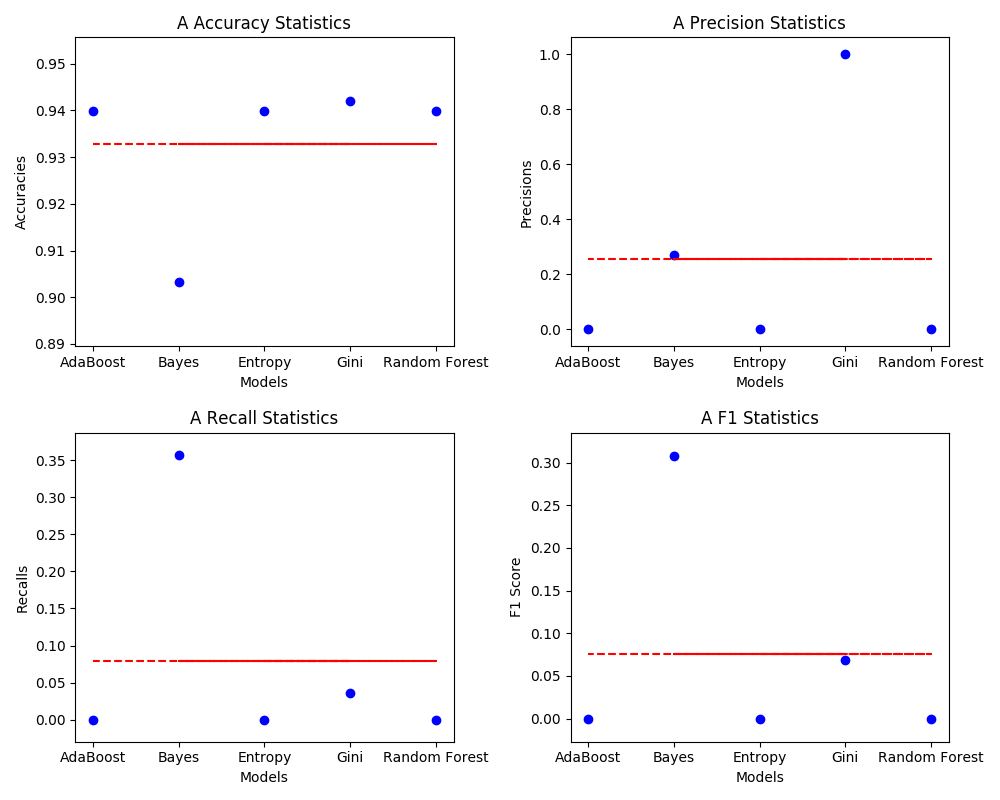 A Accuracy Statistics
0.95
0.94
0.93
0.92
0.91
0.90
0.89
Accuracies
AdaBoost Bayes Entropy Gini Random Forest
Models
A Precision Statistics
1.0
0.8
0.6
0.4
0.2
0.0
Precisions
AdaBoost Bayes Entropy Gini Random Forest
Models
A Recall Statistics
0.35
0.30
0.25
0.20
0.15
0.10
0.05
0.00
Recalls
AdaBoost Bayes Entropy Gini Random Forest
Models
A F1 Statistics
0.30
0.25
0.20
0.15
0.10
0.05
0.00
F1 Score
AdaBoost Bayes Entropy Gini Random Forest
Models